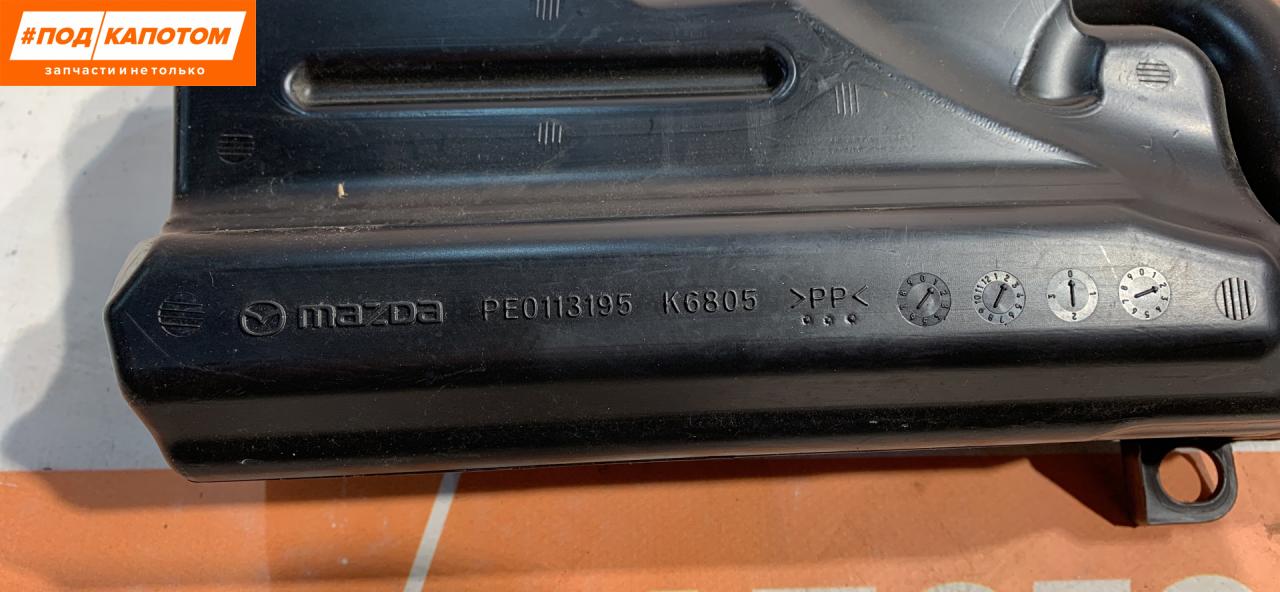 #ПОД КАПОТОМ
запчасти и не только
mazda PE0113195 K6805 >PP<